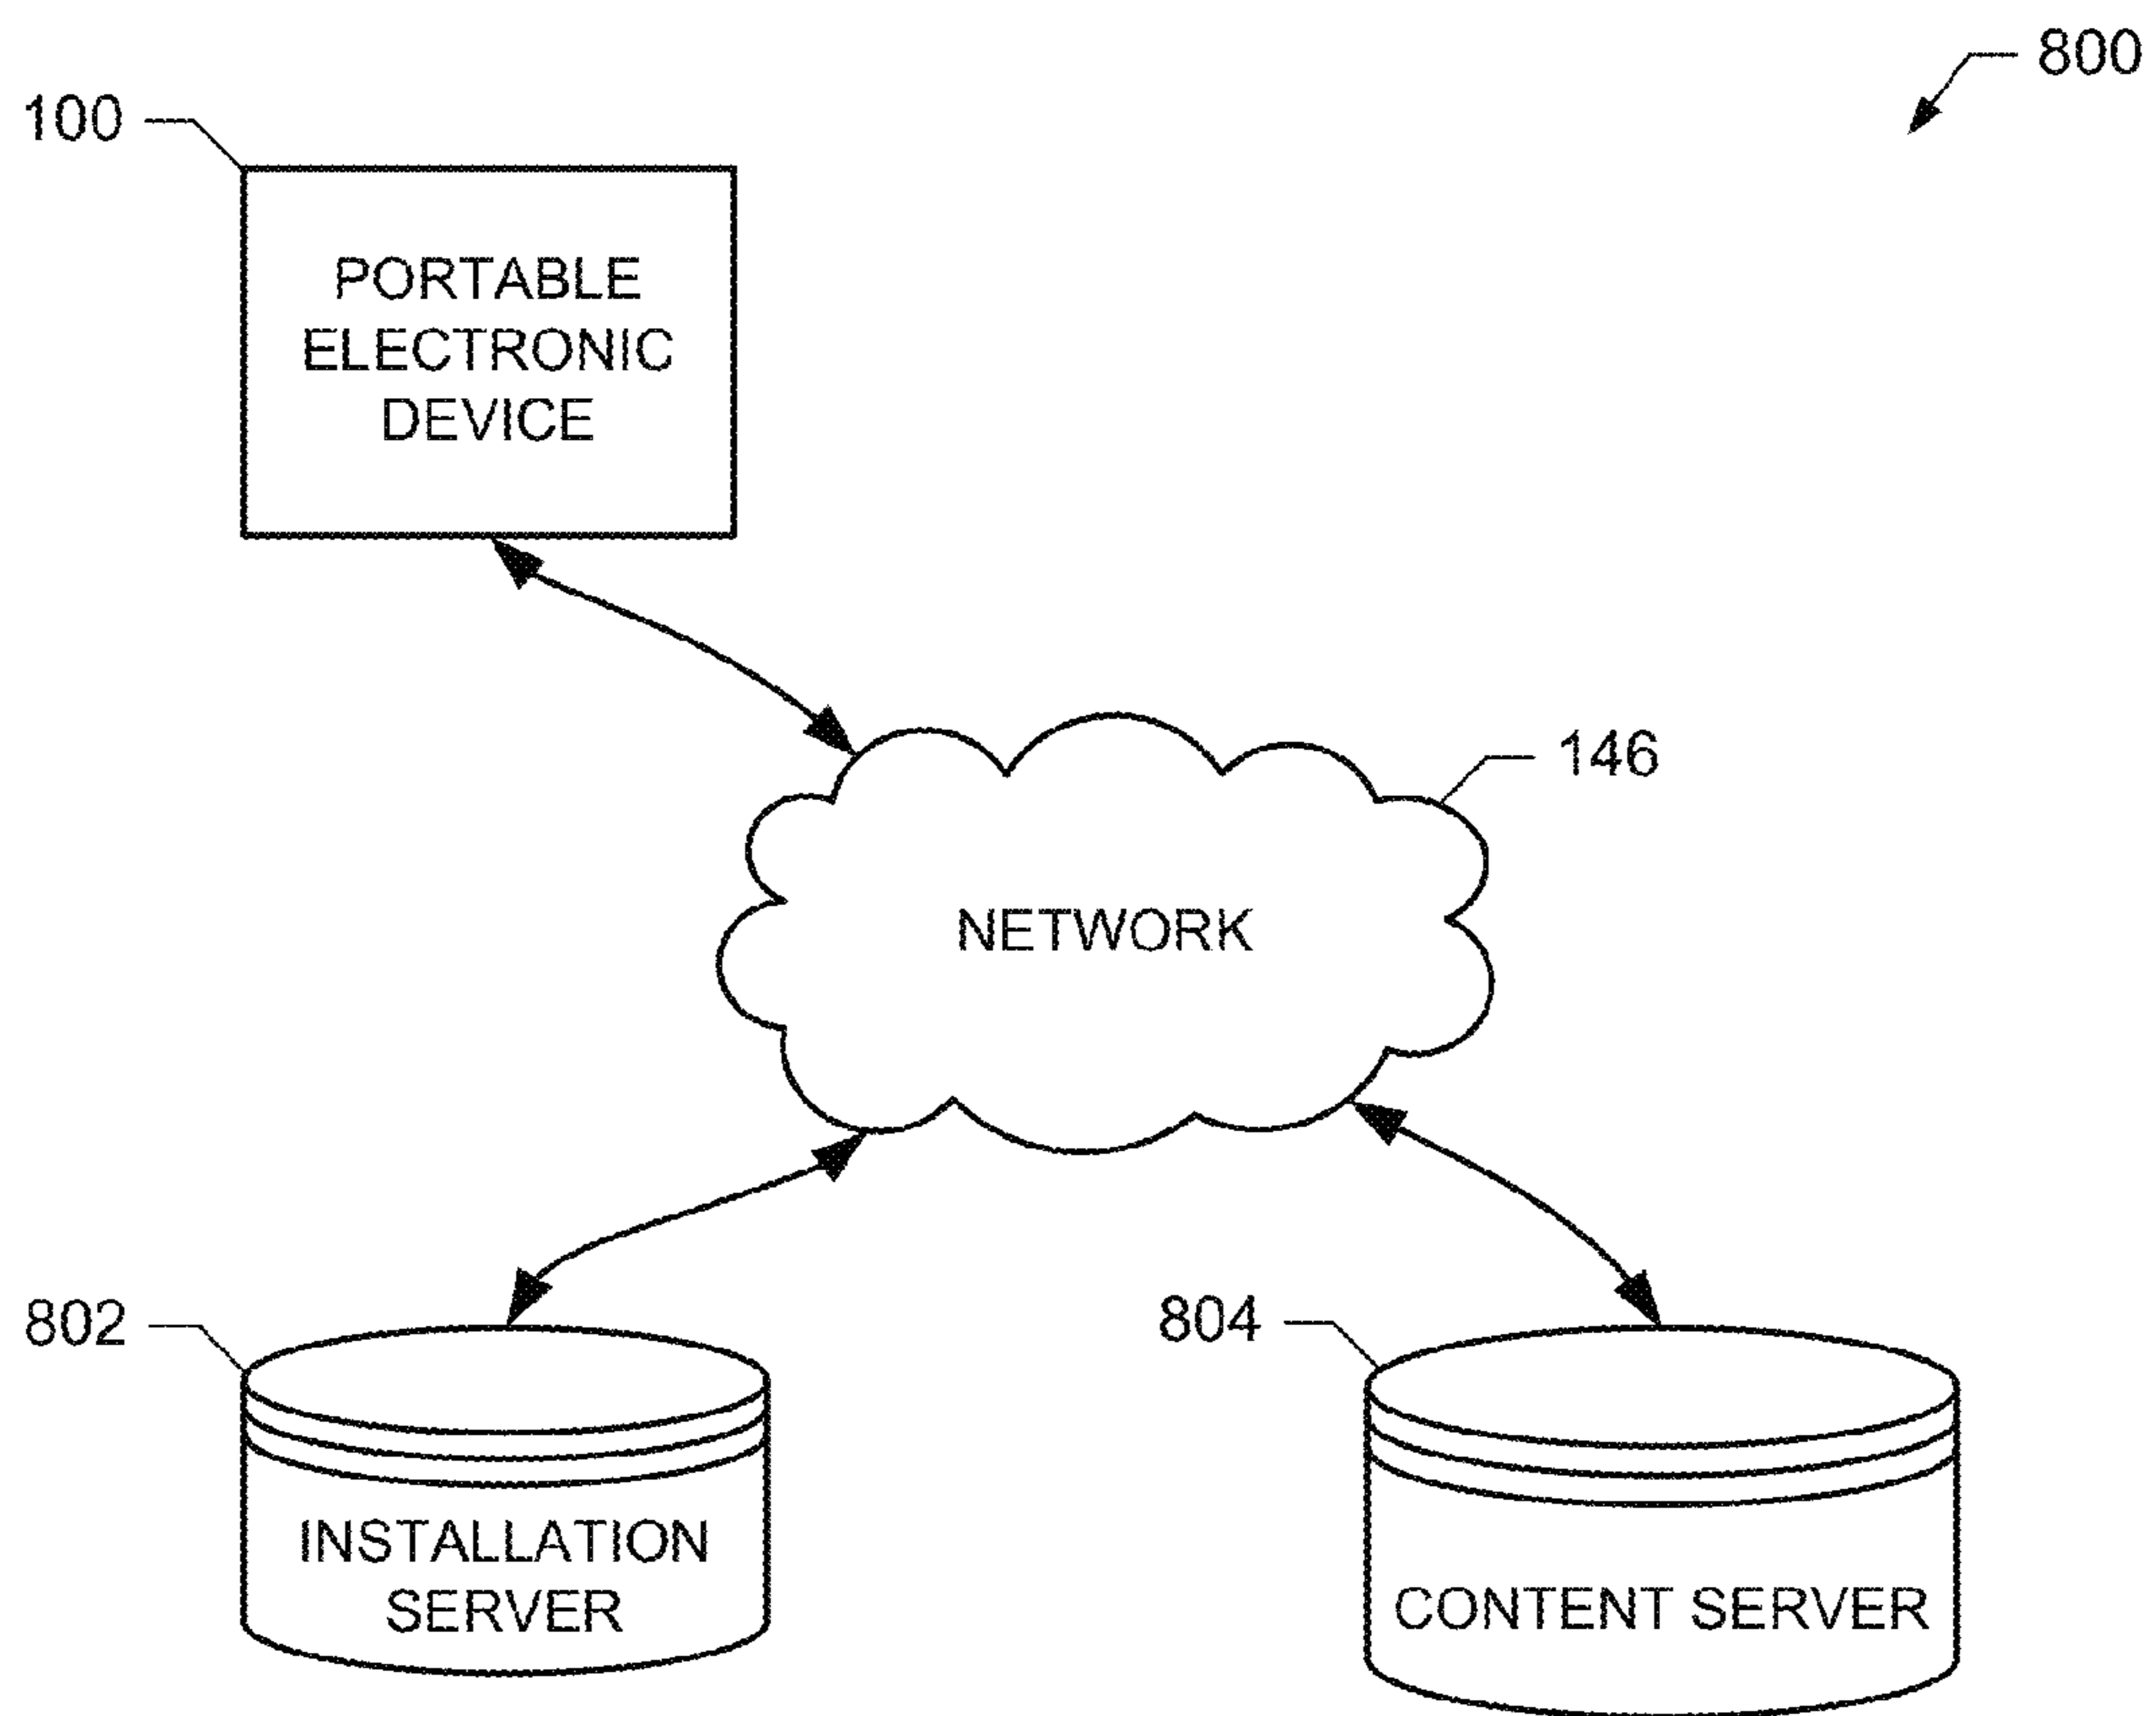 800
100
PORTABLE
ELECTRONIC
DEVICE
146
NETWORK
802
804
INSTALLATION
SERVER
CONTENT SERVER